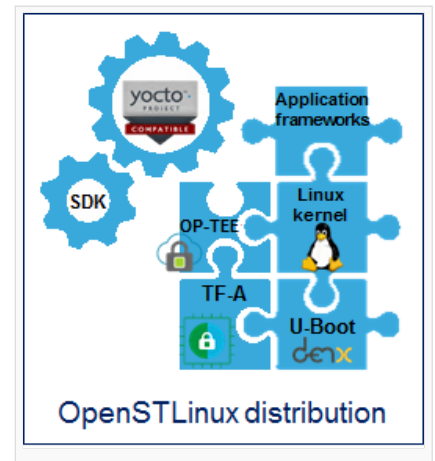 yocto
PROJECT
COMPATIBLE
Application
frameworks
SDK
Linux
kernel
OP-TEE
TF-A
U-Boot
denx
OpenSTLinux distribution